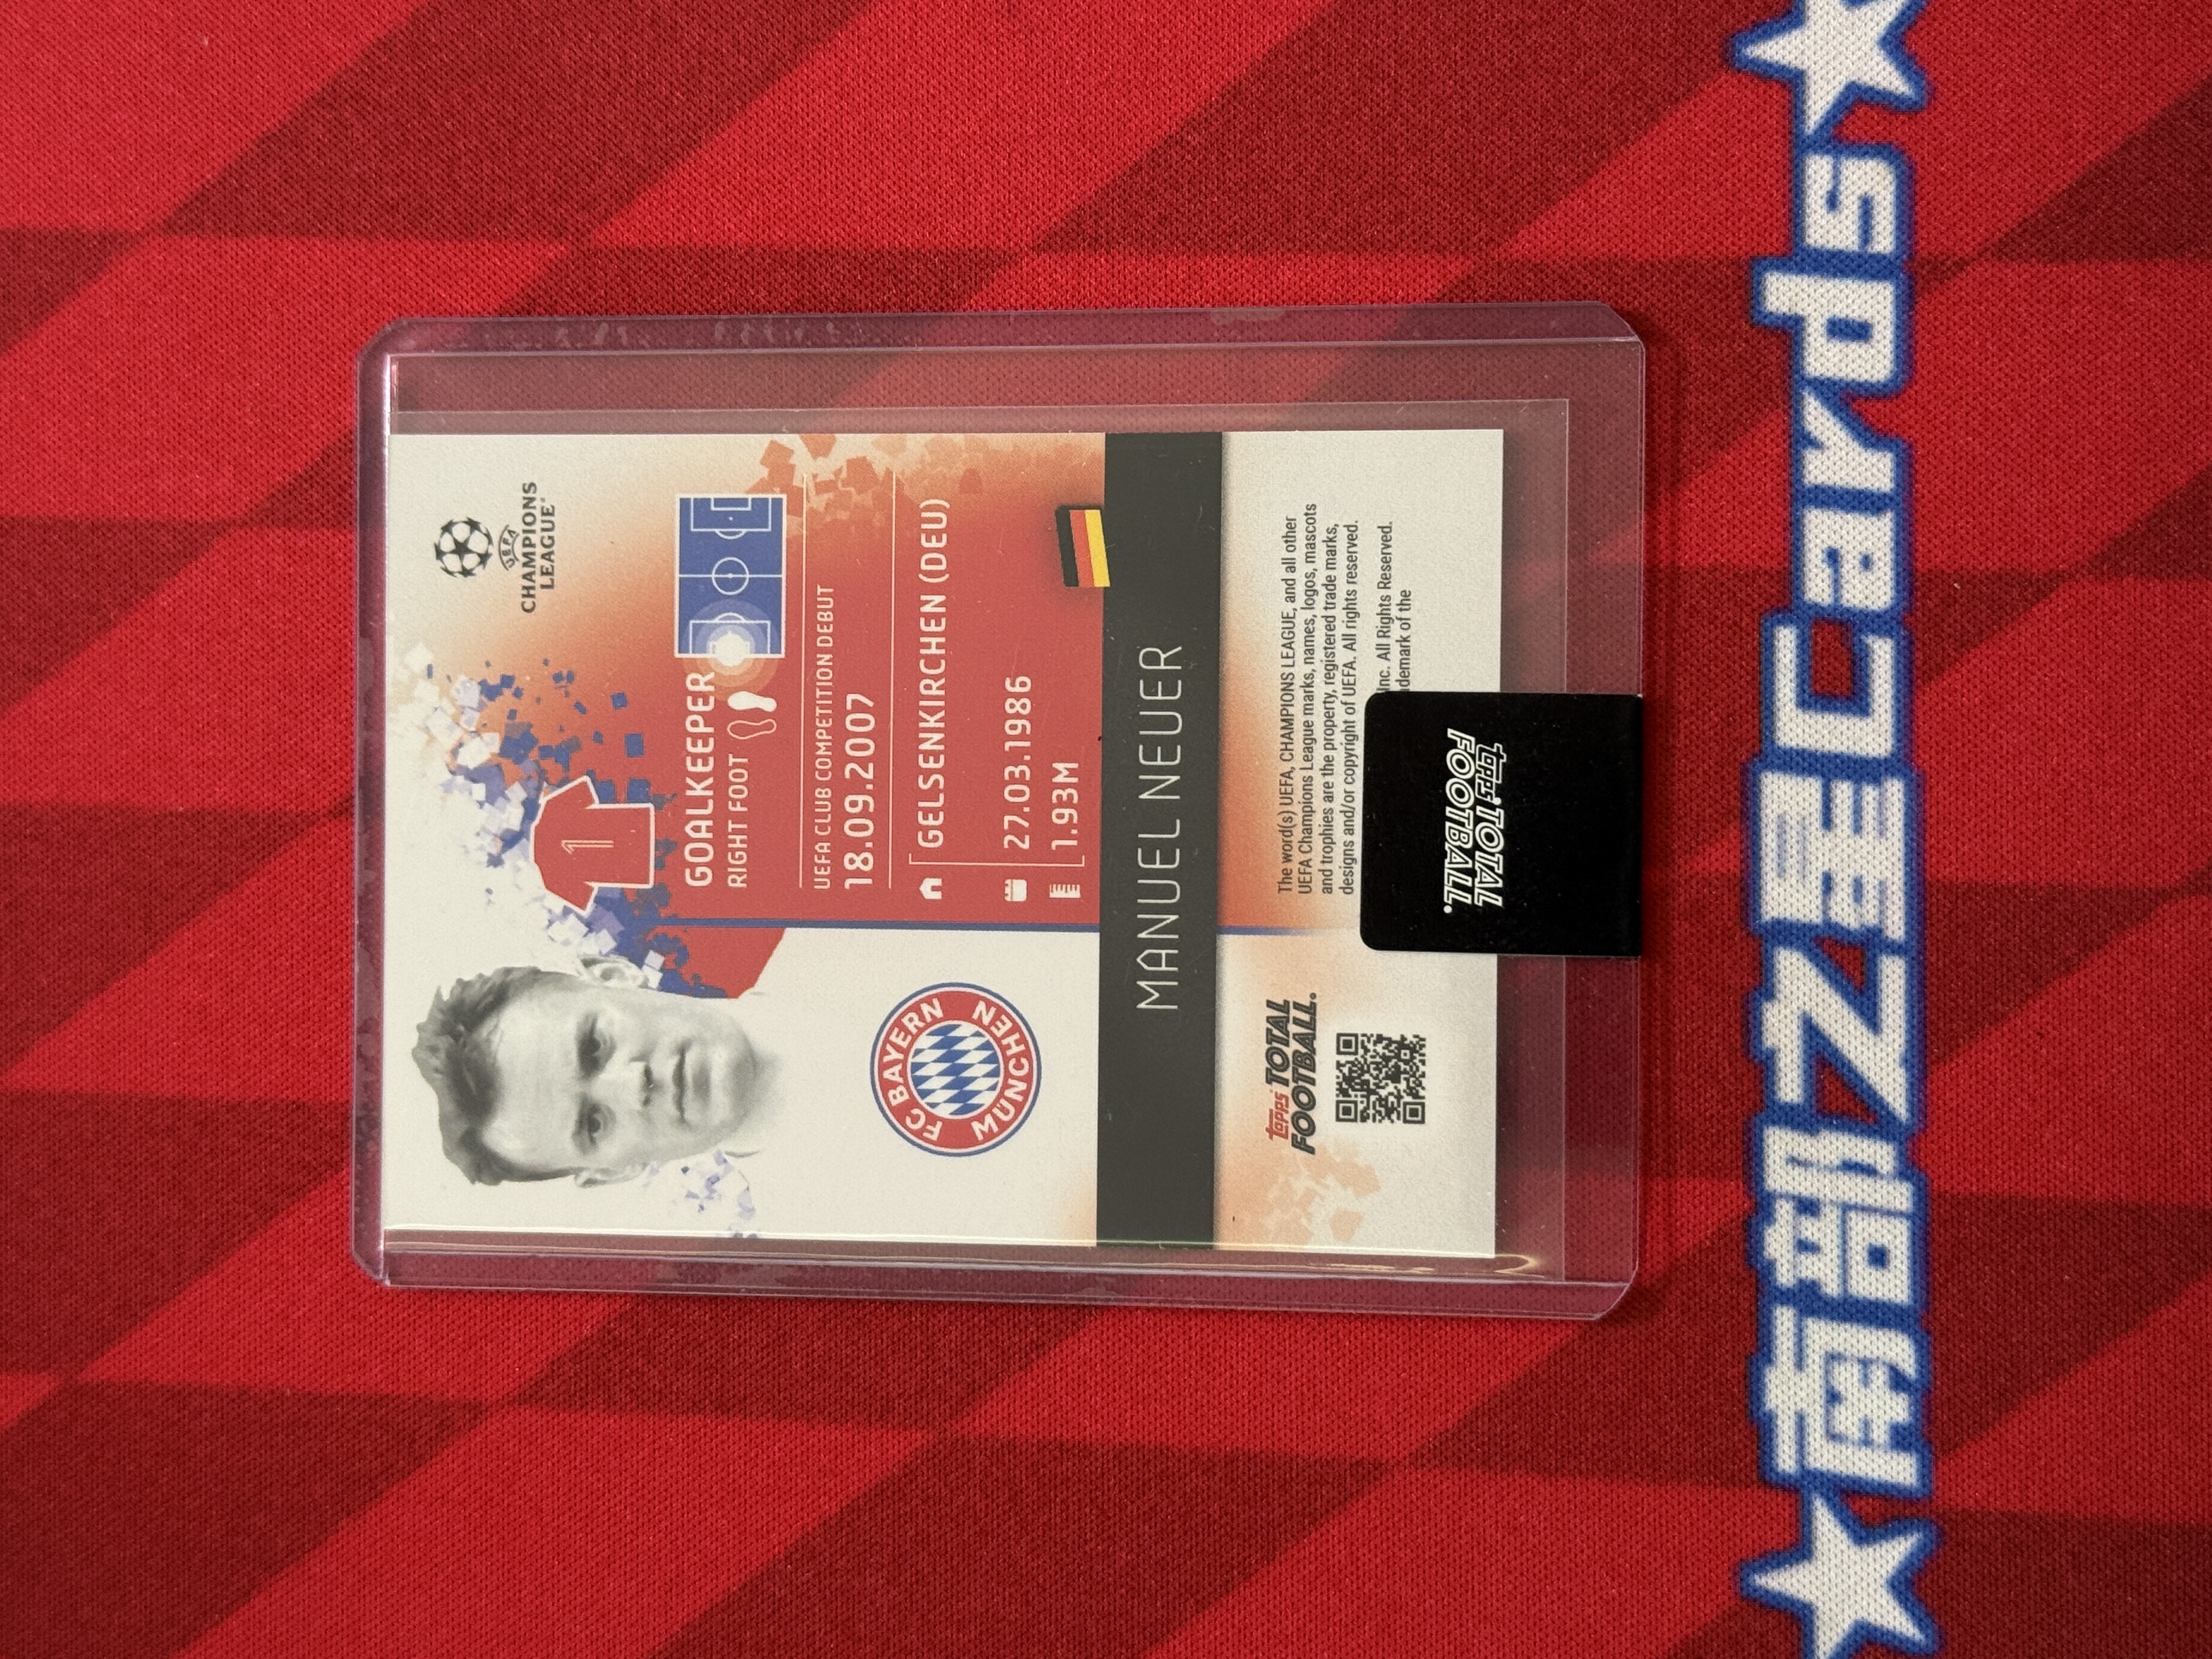 UEFA
CHAMPIONS
LEAGUE
1
GOALKEEPER
RIGHT FOOT
UEFA CLUB COMPETITION DEBUT
18.09.2007
GELSENKIRCHEN (DEU)
27.03.1986
1.93M
FC BAYERN
MÜNCHEN
MANUEL NEUER
topps TOTAL
FOOTBALL.
The word(s) UEFA, CHAMPIONS LEAGUE, and all other
UEFA Champions League marks, names, logos, mascots
and trophies are the property, registered trade marks,
designs and/or copyright of UEFA. All rights reserved.
Inc. All Rights Reserved.
demark of the
topps TOTAL
FOOTBALL.
★南部之星Cards★